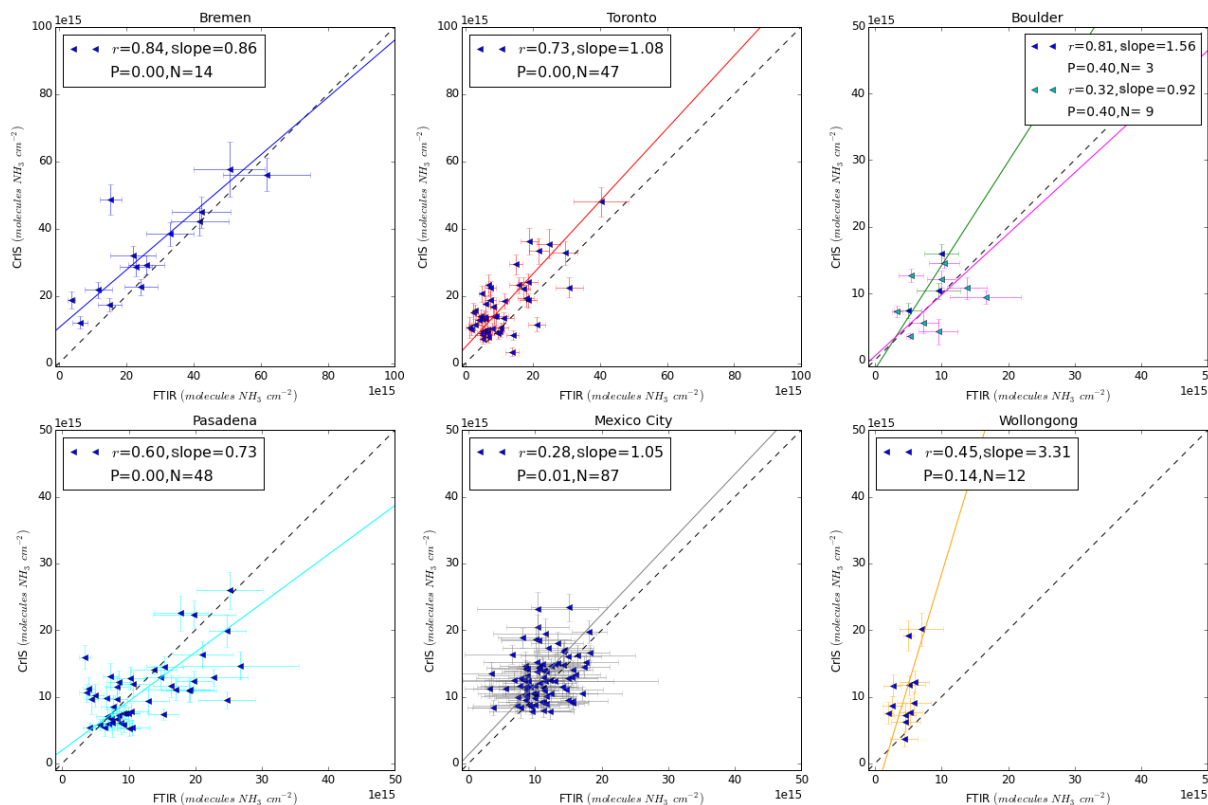 Bremen
100 1e15
r=0.84,slope=0.86
P=0.00,N=14
80
60
40
20
0
CrIS (molecules NH3 cm−2)
0 20 40 60 80 100
1e15
FTIR (molecules NH3 cm−2)
Toronto
100 1e15
r=0.73,slope=1.08
P=0.00,N=47
80
60
40
20
0
CrIS (molecules NH3 cm−2)
0 20 40 60 80 100
1e15
FTIR (molecules NH3 cm−2)
Boulder
50 1e15
r=0.81,slope=1.56
P=0.40,N= 3
r=0.32,slope=0.92
P=0.40,N= 9
40
30
20
10
0
CrIS (molecules NH3 cm−2)
0 10 20 30 40 50
1e15
FTIR (molecules NH3 cm−2)
Pasadena
50 1e15
r=0.60,slope=0.73
P=0.00,N=48
40
30
20
10
0
CrIS (molecules NH3 cm−2)
0 10 20 30 40 50
1e15
FTIR (molecules NH3 cm−2)
Mexico City
50 1e15
r=0.28,slope=1.05
P=0.01,N=87
40
30
20
10
0
CrIS (molecules NH3 cm−2)
0 10 20 30 40 50
1e15
FTIR (molecules NH3 cm−2)
Wollongong
50 1e15
r=0.45,slope=3.31
P=0.14,N=12
40
30
20
10
0
CrIS (molecules NH3 cm−2)
0 10 20 30 40 50
1e15
FTIR (molecules NH3 cm−2)